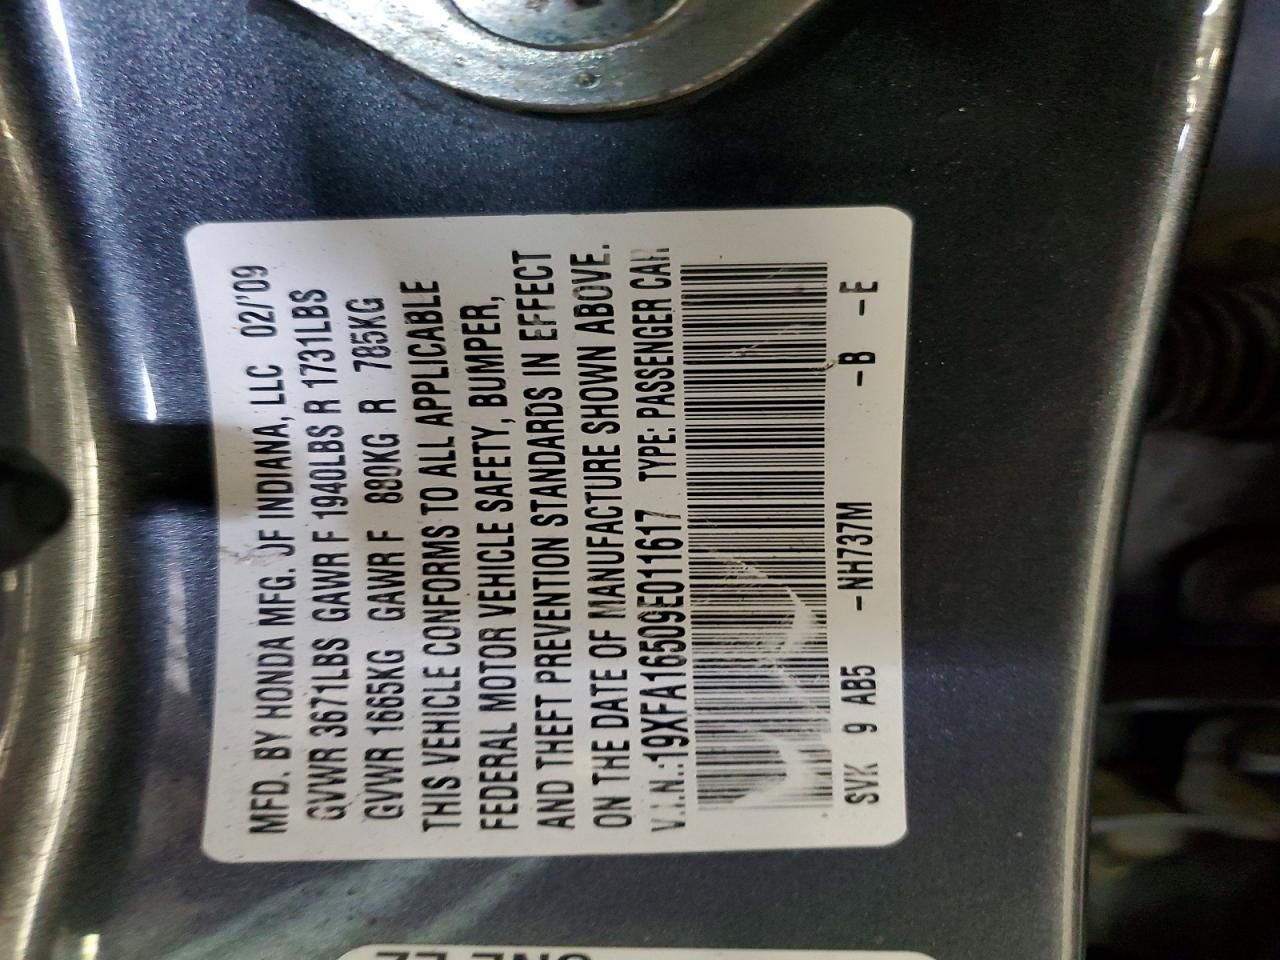 MFD. BY HONDA MFG. OF INDIANA, LLC 02/'09
GVWR 3671LBS GAWR F 1940LBS R 1731LBS
GVWR 1665KG GAWR F 880KG R 785KG
THIS VEHICLE CONFORMS TO ALL APPLICABLE
FEDERAL MOTOR VEHICLE SAFETY, BUMPER,
AND THEFT PREVENTION STANDARDS IN EFFECT
ON THE DATE OF MANUFACTURE SHOWN ABOVE.
V.I.N.:19XFA16509E011617 TYPE: PASSENGER CAR
SVK 9 AB5 -NH737M -B -E